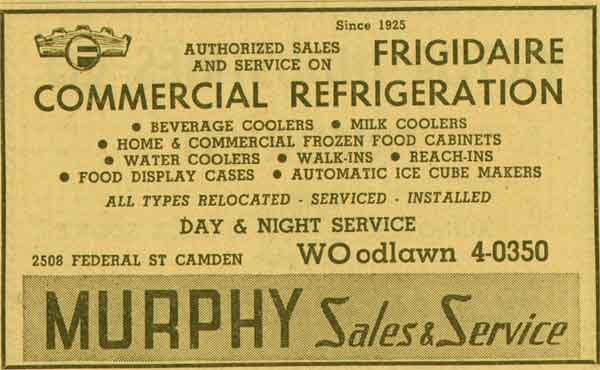 Since 1925
AUTHORIZED SALES
AND SERVICE ON
FRIGIDAIRE
COMMERCIAL REFRIGERATION
• BEVERAGE COOLERS • MILK COOLERS
• HOME & COMMERCIAL FROZEN FOOD CABINETS
• WATER COOLERS • WALK-INS • REACH-INS
• FOOD DISPLAY CASES • AUTOMATIC ICE CUBE MAKERS
ALL TYPES RELOCATED - SERVICED - INSTALLED
DAY & NIGHT SERVICE
2508 FEDERAL ST CAMDEN WOodlawn 4-0350
MURPHY Sales & Service